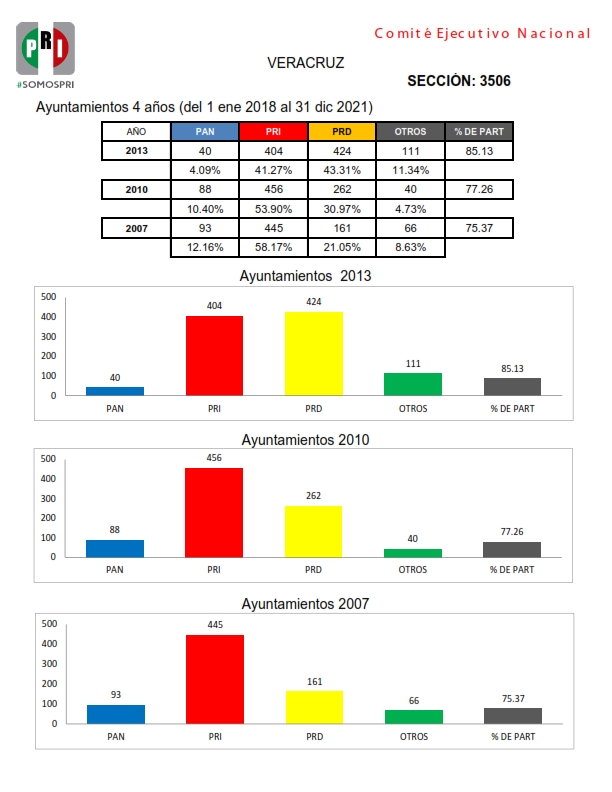 Comité Ejecutivo Nacional
PRI
#SOMOSPRI
VERACRUZ
SECCIÓN: 3506
Ayuntamientos 4 años (del 1 ene 2018 al 31 dic 2021)
AÑO PAN PRI PRD OTROS % DE PART
2013 40 404 424 111 85.13
4.09% 41.27% 43.31% 11.34%
2010 88 456 262 40 77.26
10.40% 53.90% 30.97% 4.73%
2007 93 445 161 66 75.37
12.16% 58.17% 21.05% 8.63%
Ayuntamientos 2013
500
400
300
200
100
0
40 404 424 111 85.13
PAN PRI PRD OTROS % DE PART
Ayuntamientos 2010
500
400
300
200
100
0
88 456 262 40 77.26
PAN PRI PRD OTROS % DE PART
Ayuntamientos 2007
500
400
300
200
100
0
93 445 161 66 75.37
PAN PRI PRD OTROS % DE PART